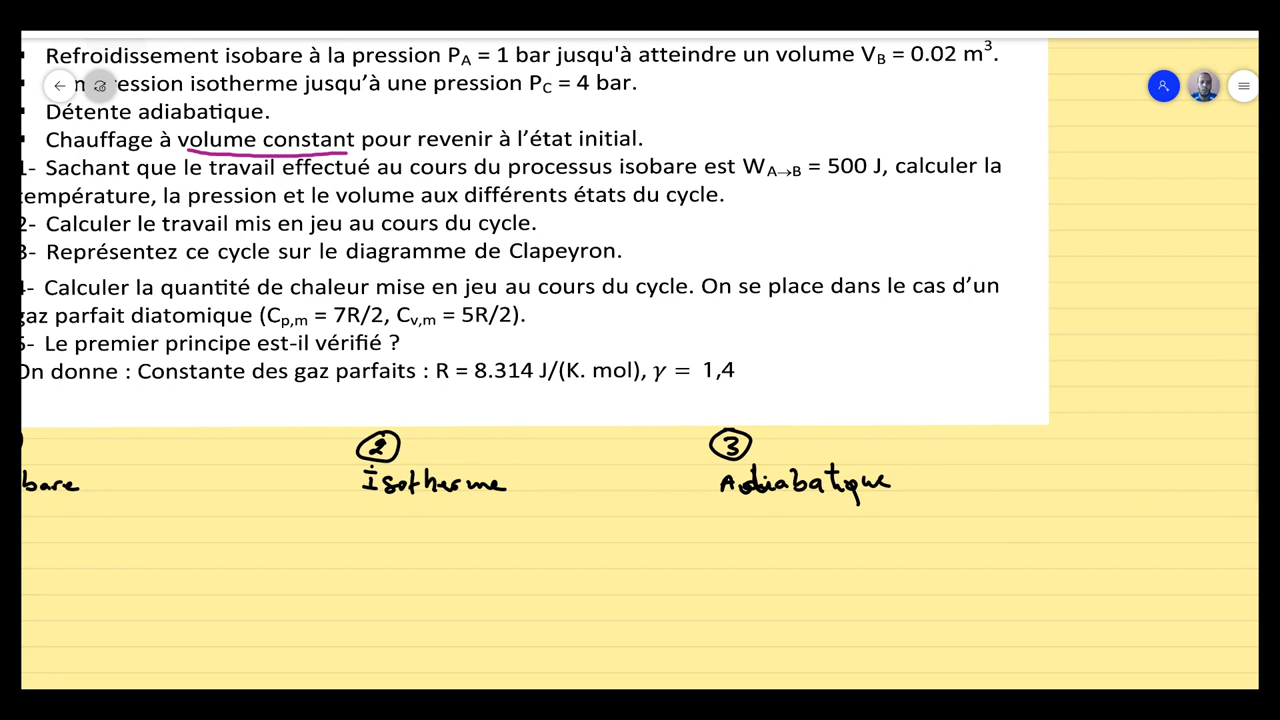 Refroidissement isobare à la pression PA = 1 bar jusqu'à atteindre un volume VB = 0.02 m³.
ression isotherme jusqu’à une pression PC = 4 bar.
Détente adiabatique.
Chauffage à volume constant pour revenir à l’état initial.
1- Sachant que le travail effectué au cours du processus isobare est WA→B = 500 J, calculer la
température, la pression et le volume aux différents états du cycle.
2- Calculer le travail mis en jeu au cours du cycle.
3- Représentez ce cycle sur le diagramme de Clapeyron.
4- Calculer la quantité de chaleur mise en jeu au cours du cycle. On se place dans le cas d’un
gaz parfait diatomique (Cp,m = 7R/2, Cv,m = 5R/2).
5- Le premier principe est-il vérifié ?
On donne : Constante des gaz parfaits : R = 8.314 J/(K. mol), γ = 1,4
2 3
bare Isotherme Adiabatique